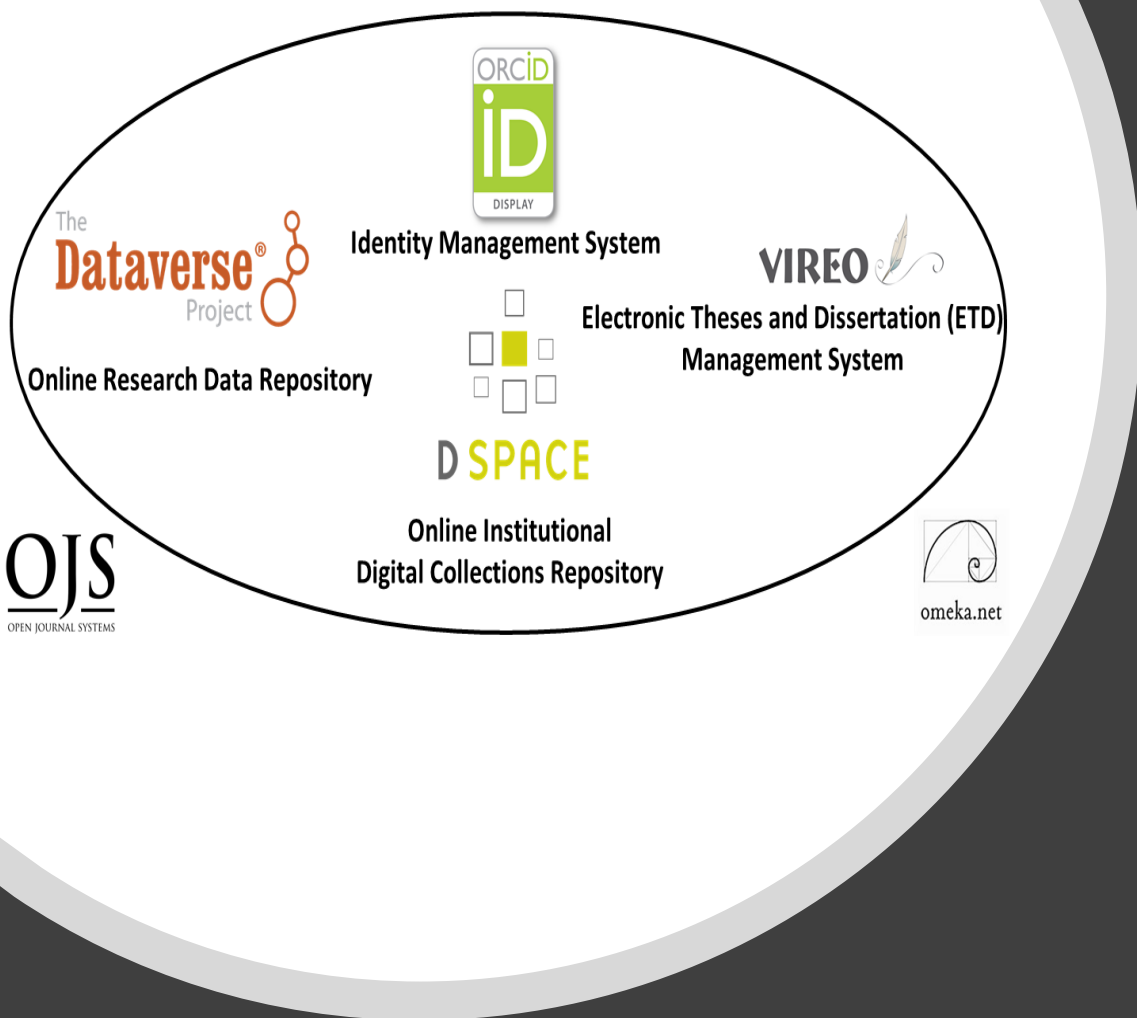 ORCiD
iD
DISPLAY
Identity Management System
The
Dataverse®
Project
Online Research Data Repository
VIREO
Electronic Theses and Dissertation (ETD)
Management System
D SPACE
Online Institutional
Digital Collections Repository
OJS
OPEN JOURNAL SYSTEMS
omeka.net